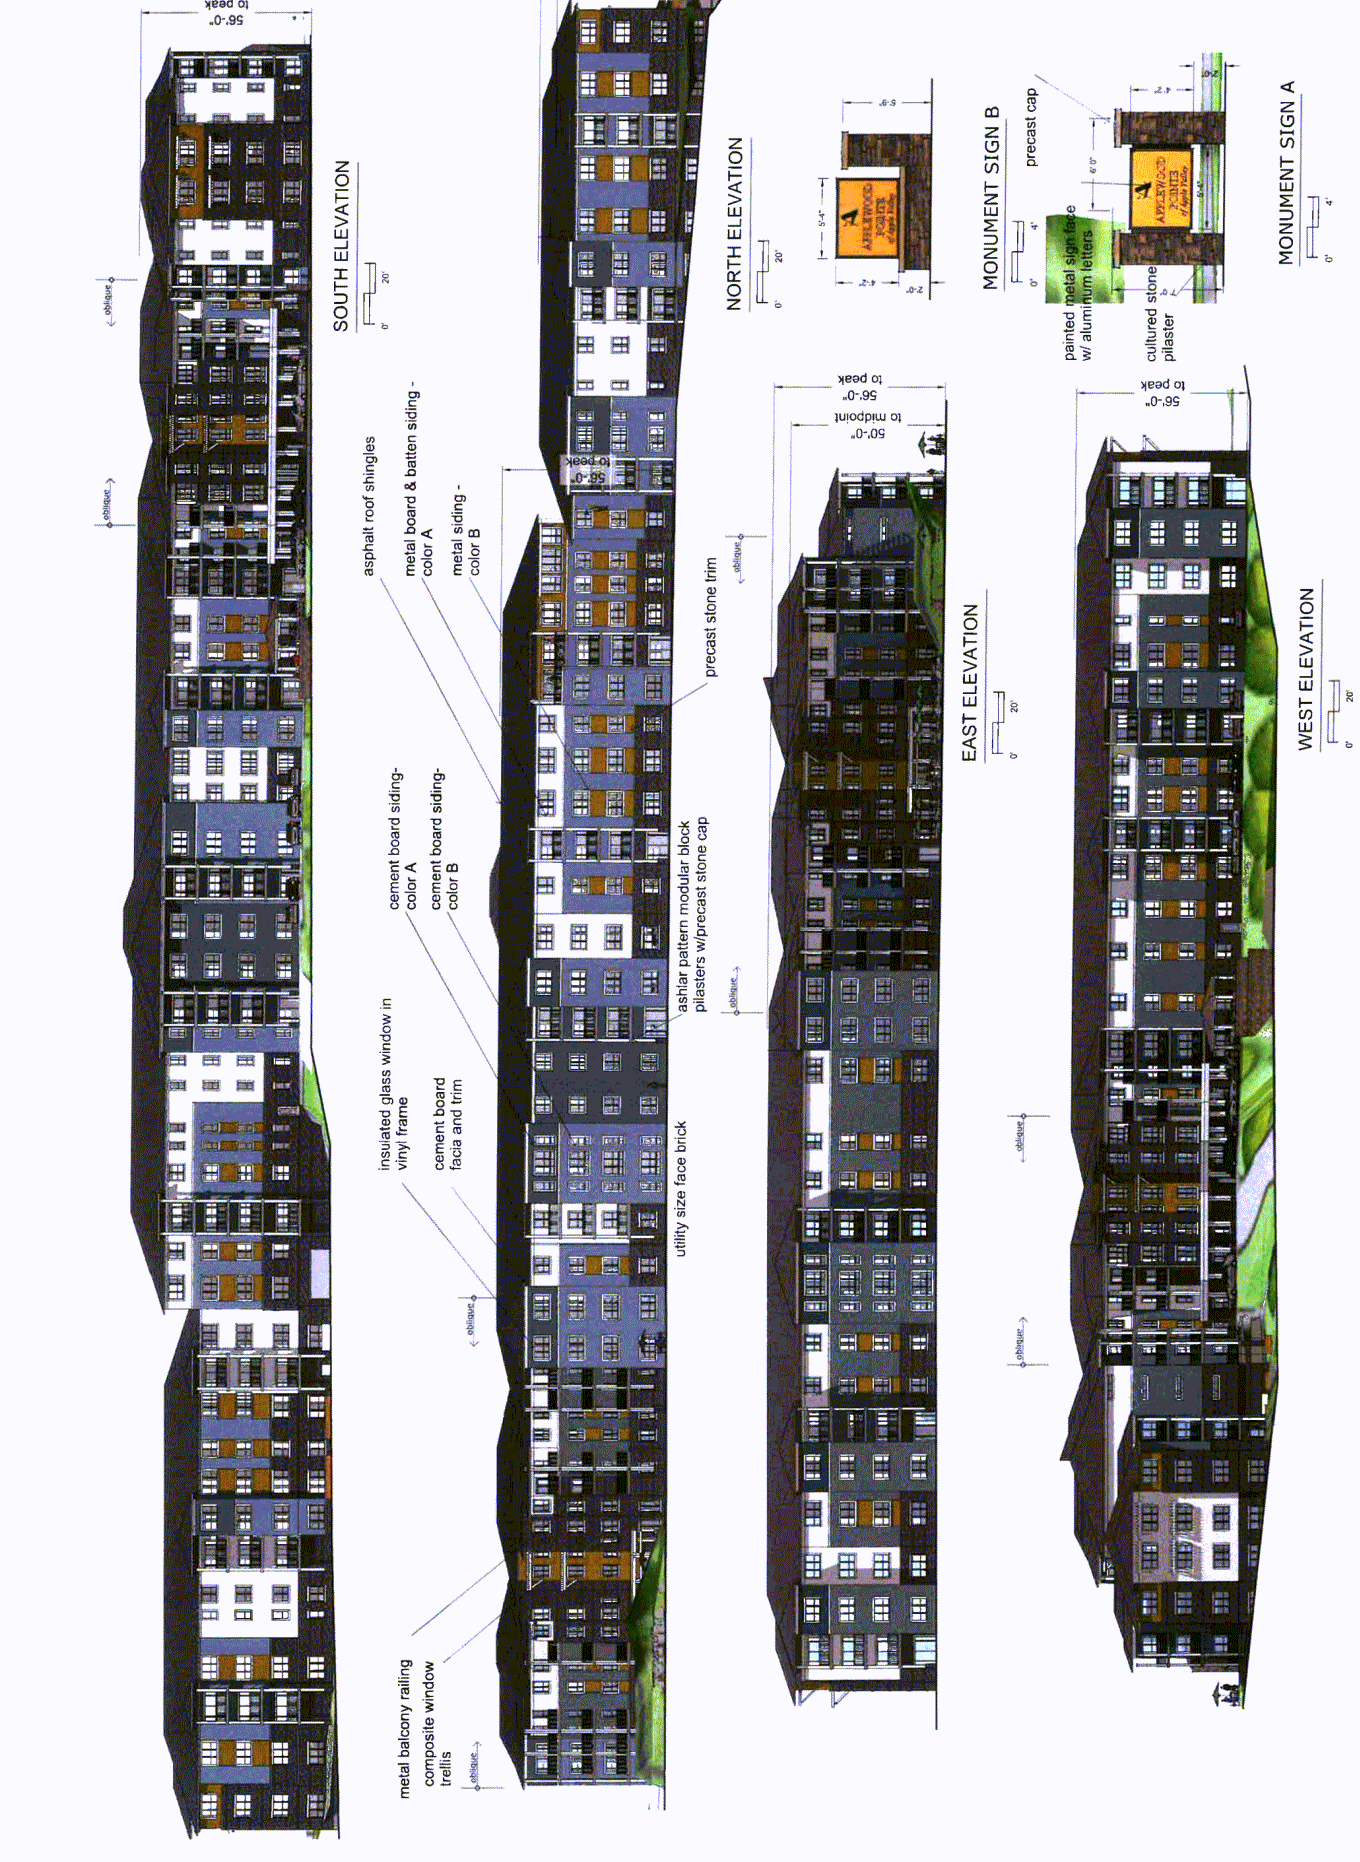 56'-0"
to peak
oblique
oblique
SOUTH ELEVATION
0' 20'
asphalt roof shingles
metal board & batten siding -
color A
metal siding -
color B
cement board siding-
color A
cement board siding-
color B
insulated glass window in
vinyl frame
cement board
facia and trim
metal balcony railing
composite window
trellis
oblique
oblique
56'-0"
to peak
precast stone trim
ashlar pattern modular block
pilasters w/precast stone cap
utility size face brick
NORTH ELEVATION
0' 20'
56'-0"
to peak
50'-0"
to midpoint
oblique
oblique
EAST ELEVATION
0' 20'
5'-4"
4'-2"
2'-0"
5'-9"
A
APPLEWOOD
POINTE
of Apple Valley
MONUMENT SIGN B
0' 4'
precast cap
painted metal sign face
w/ aluminum letters
cultured stone
pilaster
6'-0"
4'-2"
2'-0"
5'-4"
A
APPLEWOOD
POINTE
of Apple Valley
MONUMENT SIGN A
0' 4'
56'-0"
to peak
oblique
oblique
WEST ELEVATION
0' 20'